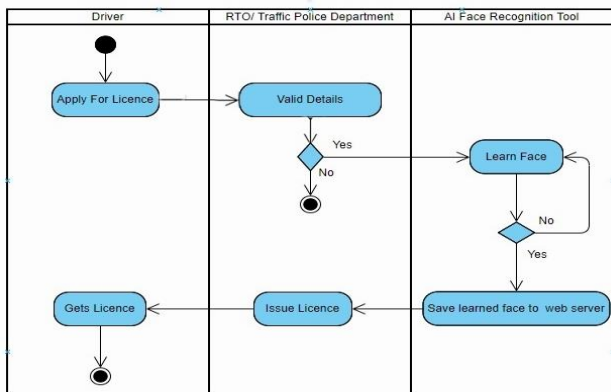 Driver
RTO/ Traffic Police Department
AI Face Recognition Tool
Apply For Licence
Valid Details
Yes
No
Learn Face
No
Yes
Gets Licence
Issue Licence
Save learned face to web server